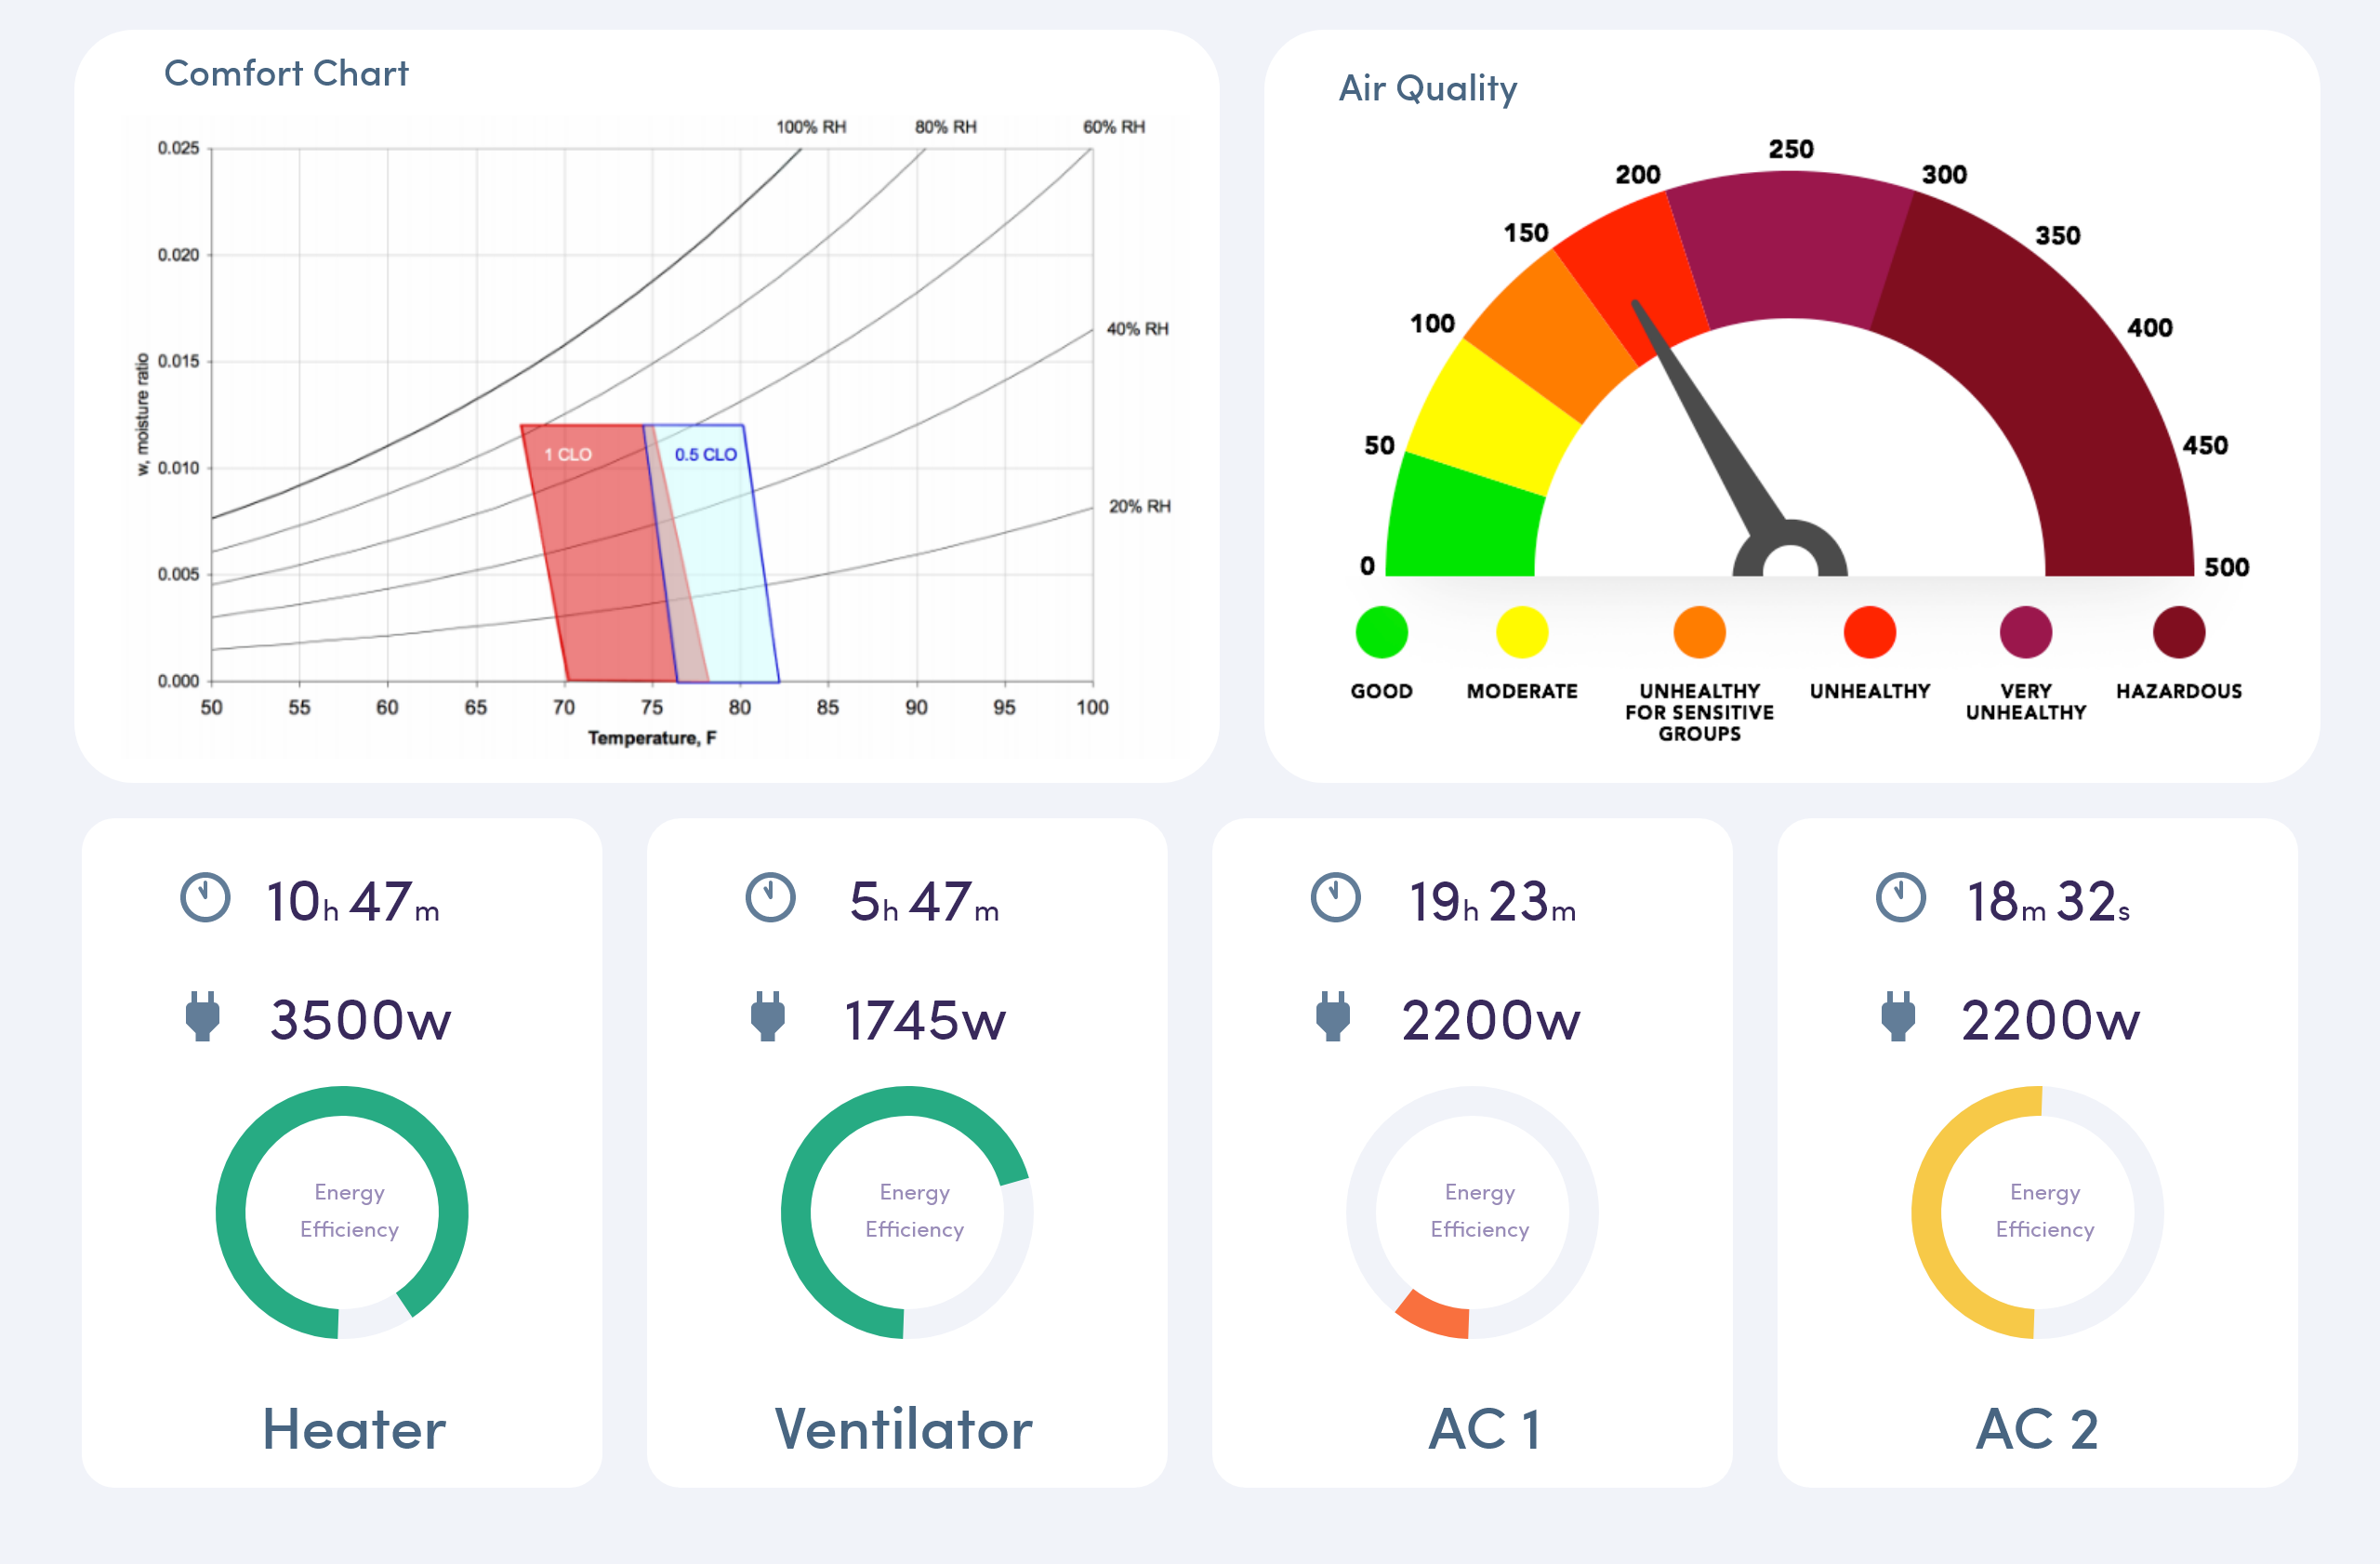 Comfort Chart
100% RH
80% RH
60% RH
40% RH
20% RH
0.025
0.020
0.015
0.010
0.005
0.000
w, moisture ratio
1 CLO
0.5 CLO
50 55 60 65 70 75 80 85 90 95 100
Temperature, F
Air Quality
0
50
100
150
200
250
300
350
400
450
500
GOOD
MODERATE
UNHEALTHY
FOR SENSITIVE
GROUPS
UNHEALTHY
VERY
UNHEALTHY
HAZARDOUS
10h 47m
3500w
Energy
Efficiency
Heater
5h 47m
1745w
Energy
Efficiency
Ventilator
19h 23m
2200w
Energy
Efficiency
AC 1
18m 32s
2200w
Energy
Efficiency
AC 2